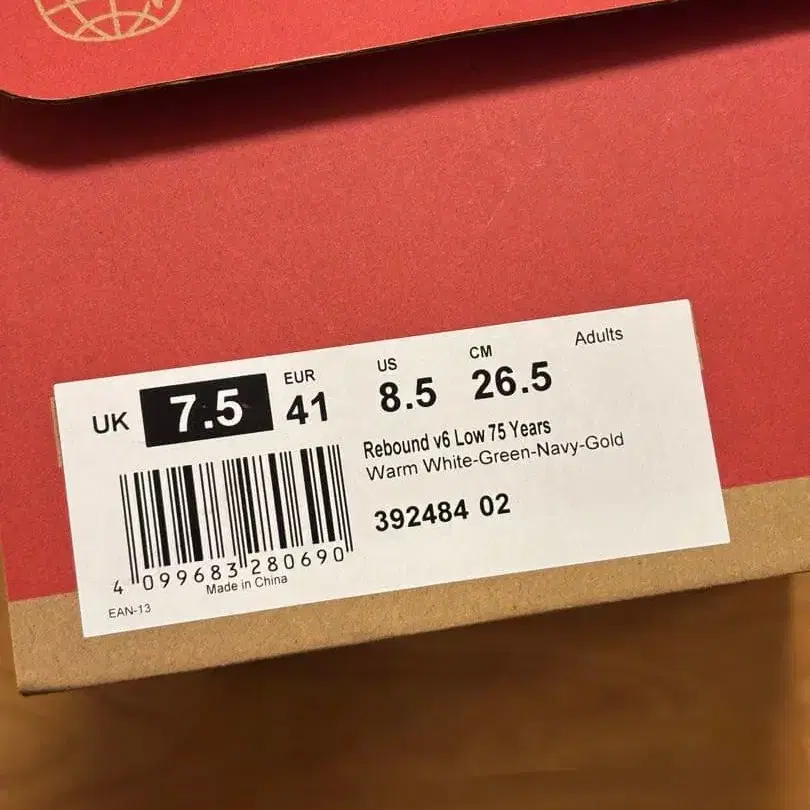 UK 7.5 EUR 41 US 8.5 CM 26.5 Adults
Rebound v6 Low 75 Years
Warm White-Green-Navy-Gold
392484 02
4 099683 280690
Made in China
EAN-13